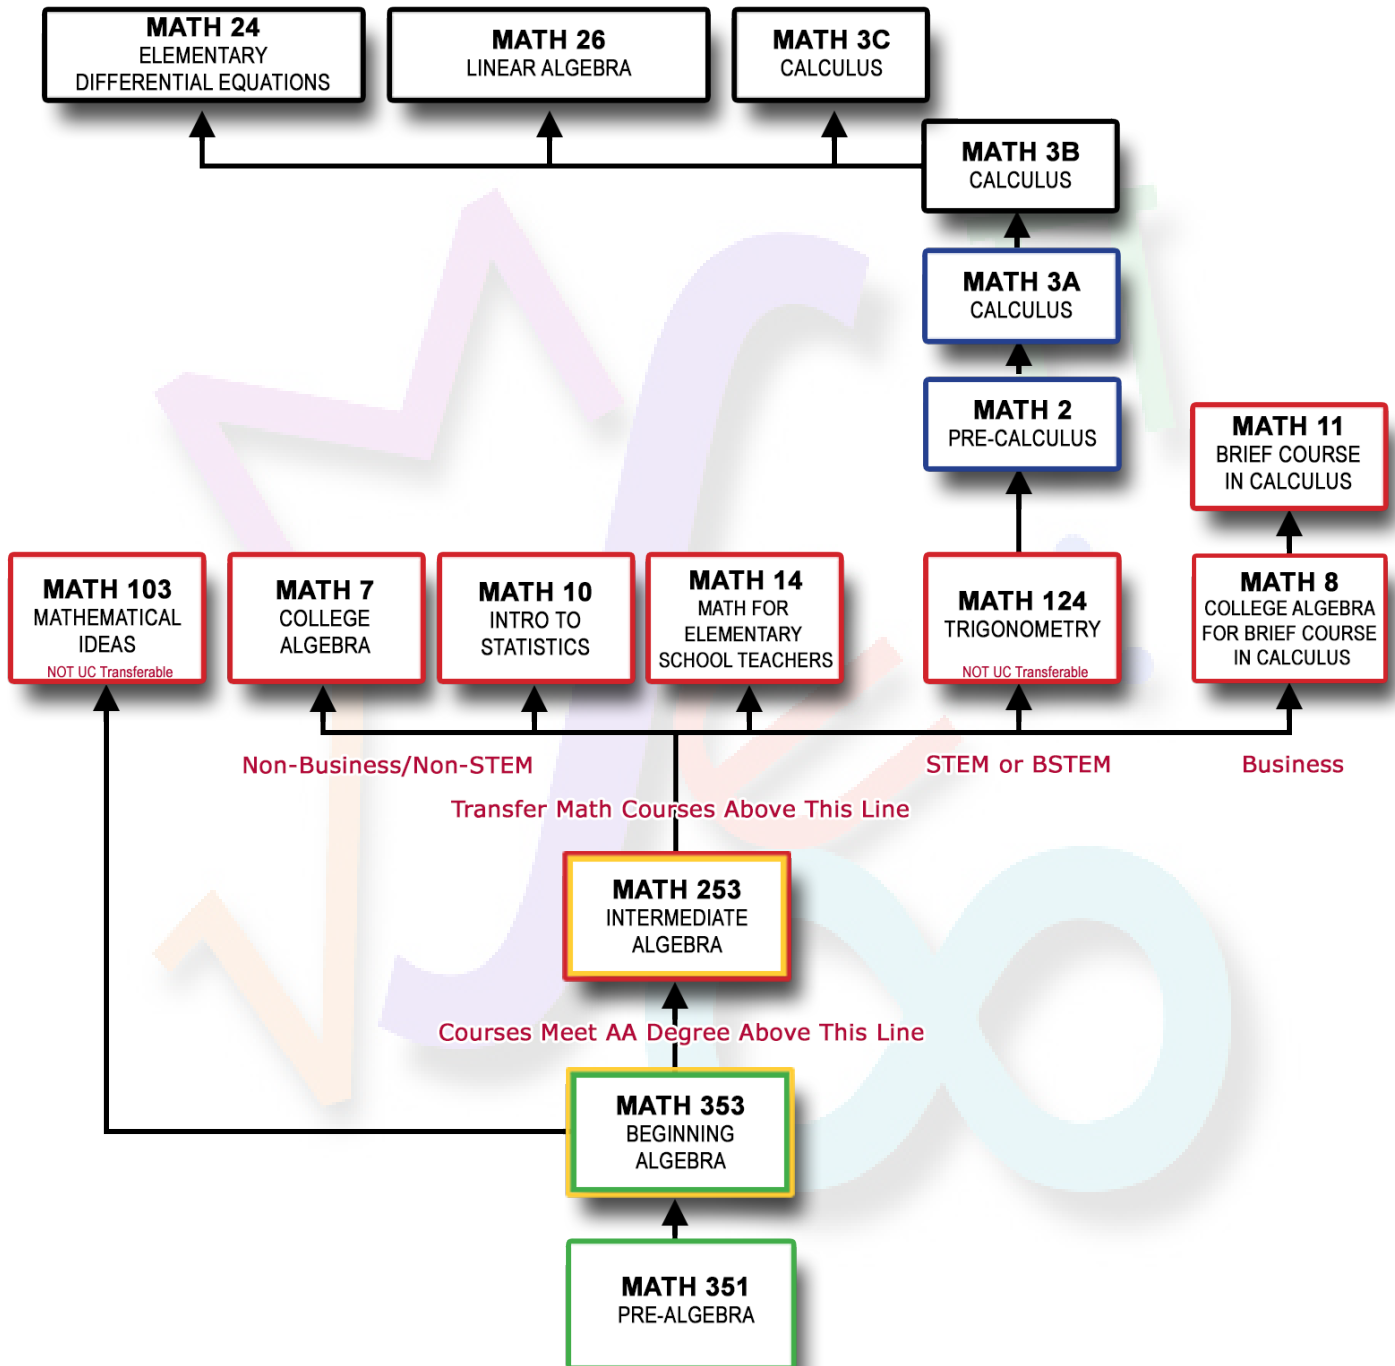 MATH 24
ELEMENTARY
DIFFERENTIAL EQUATIONS
MATH 26
LINEAR ALGEBRA
MATH 3C
CALCULUS
MATH 3B
CALCULUS
MATH 3A
CALCULUS
MATH 2
PRE-CALCULUS
MATH 11
BRIEF COURSE
IN CALCULUS
MATH 103
MATHEMATICAL
IDEAS
NOT UC Transferable
MATH 7
COLLEGE
ALGEBRA
MATH 10
INTRO TO
STATISTICS
MATH 14
MATH FOR
ELEMENTARY
SCHOOL TEACHERS
MATH 124
TRIGONOMETRY
NOT UC Transferable
MATH 8
COLLEGE ALGEBRA
FOR BRIEF COURSE
IN CALCULUS
Non-Business/Non-STEM
STEM or BSTEM
Business
Transfer Math Courses Above This Line
MATH 253
INTERMEDIATE
ALGEBRA
Courses Meet AA Degree Above This Line
MATH 353
BEGINNING
ALGEBRA
MATH 351
PRE-ALGEBRA